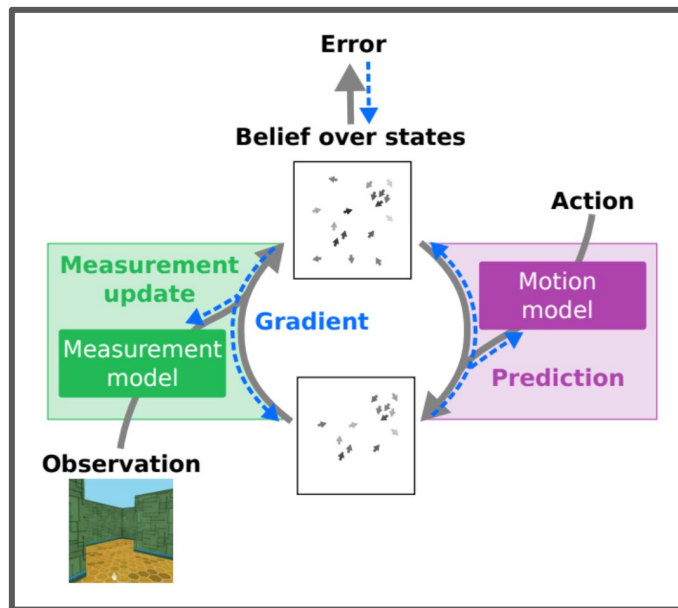 Error
Belief over states
Action
Measurement
update
Motion
model
Gradient
Measurement
model
Prediction
Observation